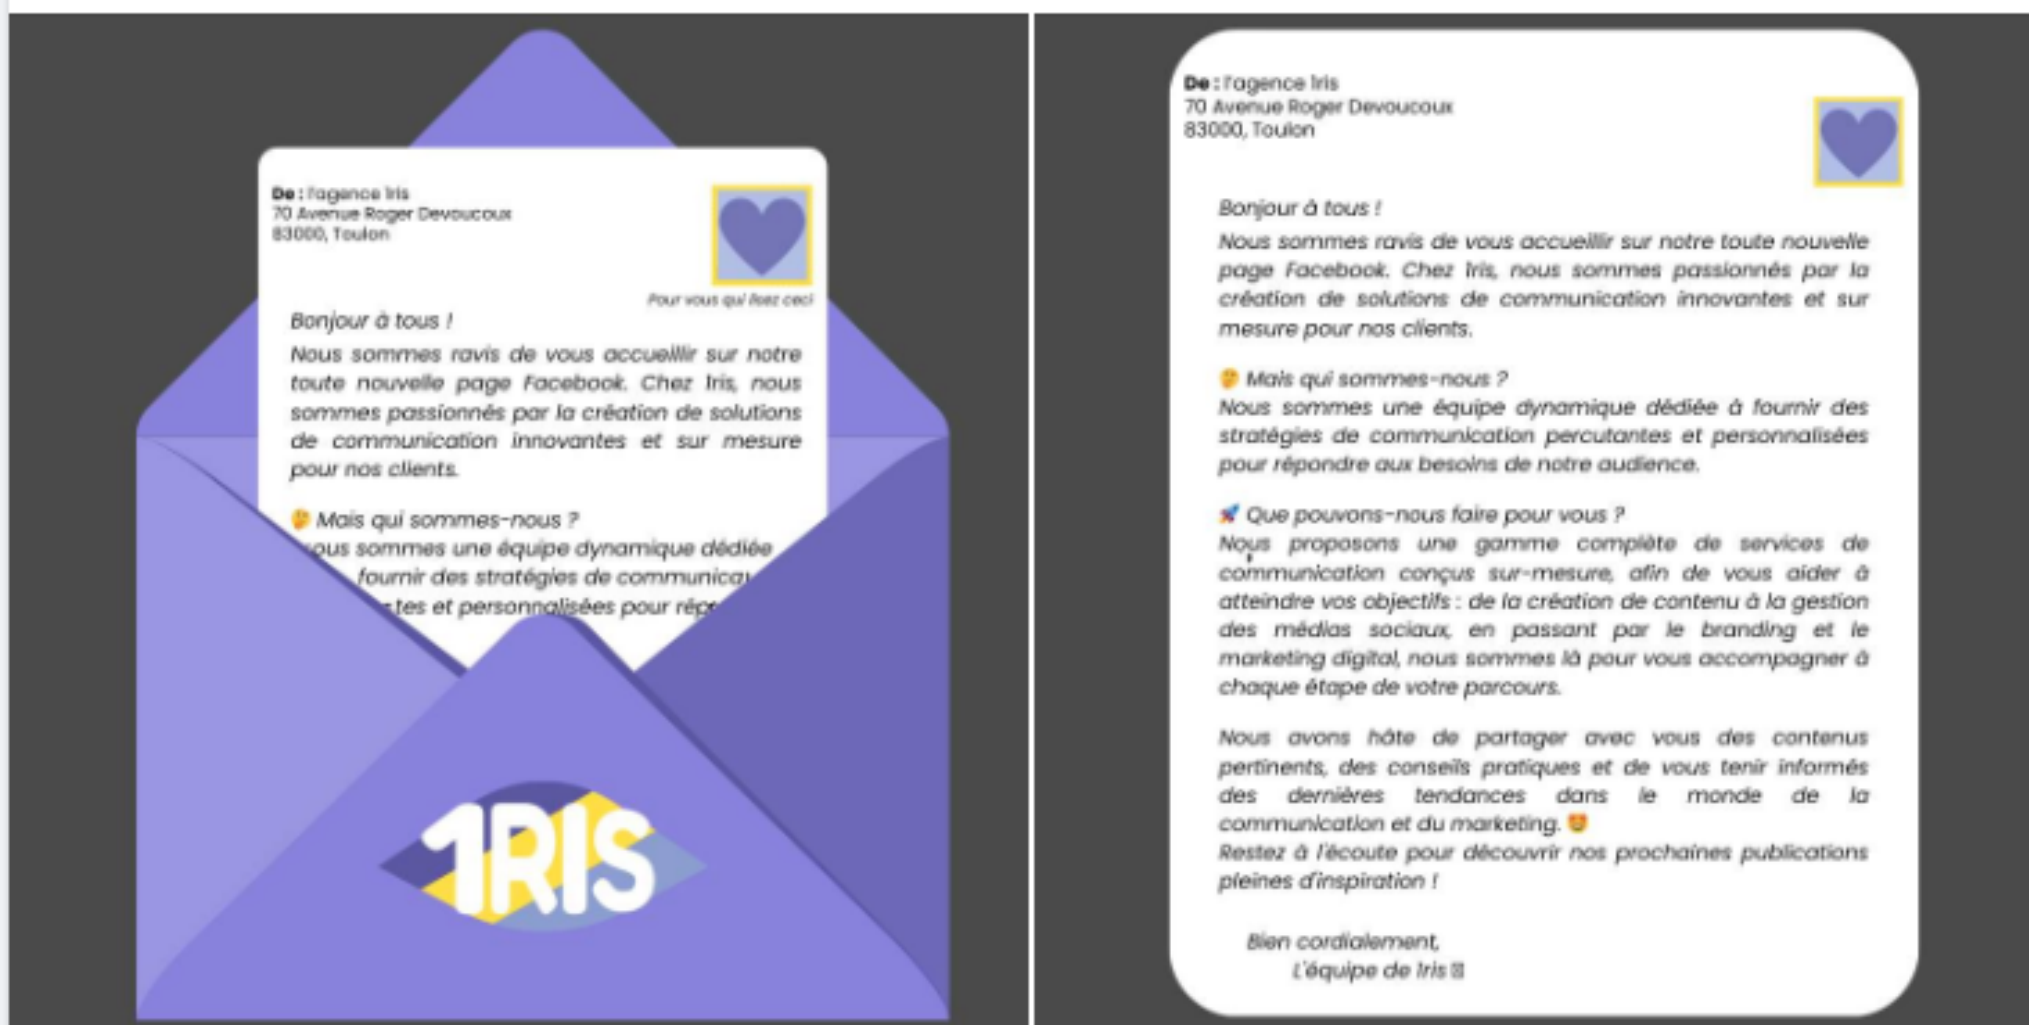 De : l'agence 1ris
70 Avenue Roger Devoucoux
83000, Toulon
Pour vous qui lisez ceci
Bonjour à tous !
Nous sommes ravis de vous accueillir sur notre
toute nouvelle page Facebook. Chez 1ris, nous
sommes passionnés par la création de solutions
de communication innovantes et sur mesure
pour nos clients.
🤔 Mais qui sommes-nous ?
ous sommes une équipe dynamique dédiée
fournir des stratégies de communica
tes et personnalisées pour rép
1RIS
De : l'agence 1ris
70 Avenue Roger Devoucoux
83000, Toulon
Bonjour à tous !
Nous sommes ravis de vous accueillir sur notre toute nouvelle
page Facebook. Chez 1ris, nous sommes passionnés par la
création de solutions de communication innovantes et sur
mesure pour nos clients.
🤔 Mais qui sommes-nous ?
Nous sommes une équipe dynamique dédiée à fournir des
stratégies de communication percutantes et personnalisées
pour répondre aux besoins de notre audience.
🚀 Que pouvons-nous faire pour vous ?
Nous proposons une gamme complète de services de
communication conçus sur-mesure, afin de vous aider à
atteindre vos objectifs : de la création de contenu à la gestion
des médias sociaux, en passant par le branding et le
marketing digital, nous sommes là pour vous accompagner à
chaque étape de votre parcours.
Nous avons hâte de partager avec vous des contenus
pertinents, des conseils pratiques et de vous tenir informés
des dernières tendances dans le monde de la
communication et du marketing. 🤩
Restez à l'écoute pour découvrir nos prochaines publications
pleines d'inspiration !
Bien cordialement,
L'équipe de 1ris